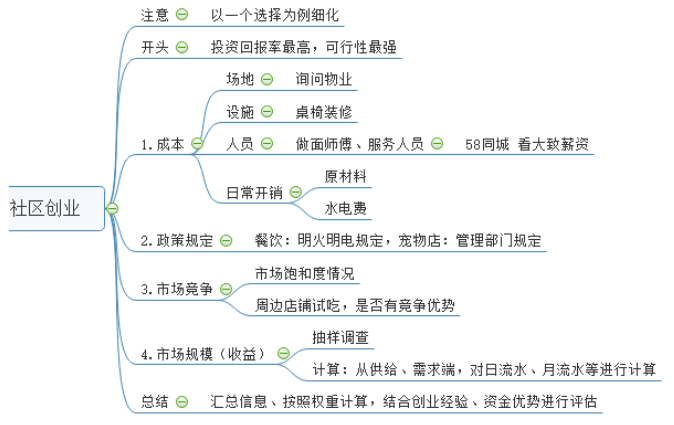 社区创业
注意 以一个选择为例细化
开头 投资回报率最高，可行性最强
1.成本
场地 询问物业
设施 桌椅装修
人员 做面师傅、服务人员 58同城 看大致薪资
日常开销
原材料
水电费
2.政策规定 餐饮：明火明电规定，宠物店：管理部门规定
3.市场竞争
市场饱和度情况
周边店铺试吃，是否有竞争优势
4.市场规模（收益）
抽样调查
计算：从供给、需求端，对日流水、月流水等进行计算
总结 汇总信息、按照权重计算，结合创业经验、资金优势进行评估